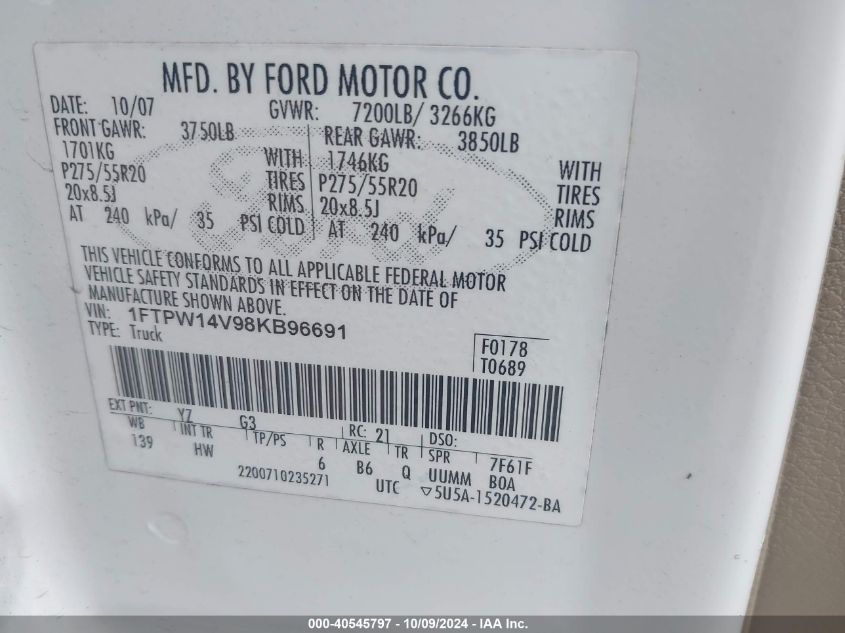 MFD. BY FORD MOTOR CO.
DATE: 10/07 GVWR: 7200LB/ 3266KG
FRONT GAWR: 3750LB REAR GAWR: 3850LB
1701KG WITH 1746KG WITH
P275/55R20 TIRES P275/55R20 TIRES
20x8.5J RIMS 20x8.5J RIMS
AT 240 kPa/ 35 PSI COLD AT 240 kPa/ 35 PSI COLD
Ford
THIS VEHICLE CONFORMS TO ALL APPLICABLE FEDERAL MOTOR
VEHICLE SAFETY STANDARDS IN EFFECT ON THE DATE OF
MANUFACTURE SHOWN ABOVE.
VIN: 1FTPW14V98KB96691
TYPE: Truck
F0178
T0689
EXT PNT: YZ G3 RC: 21 DSO:
WB INT TR TP/PS R AXLE TR SPR 7F61F
139 HW 6 B6 Q UUMM BOA
2200710235271 UTC ▽5U5A-1520472-BA
000-40545797 - 10/09/2024 - IAA Inc.